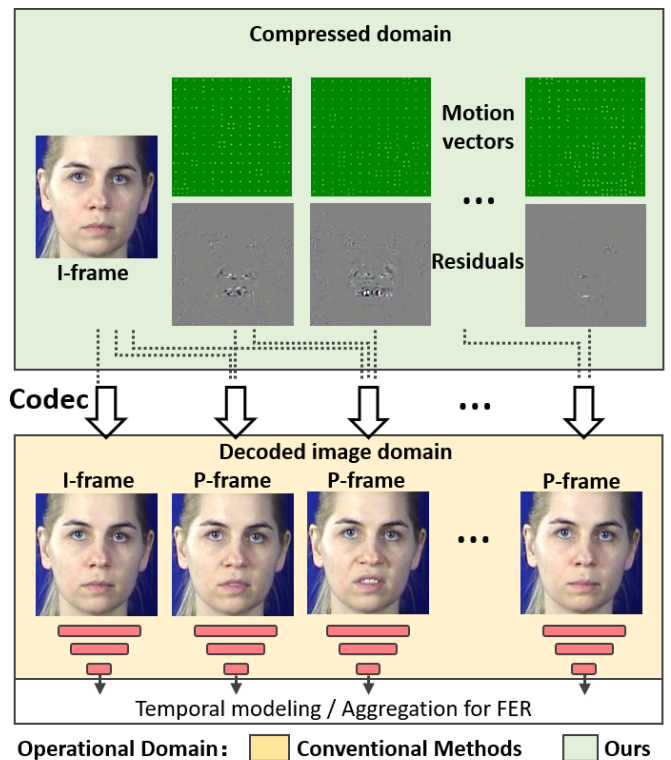 Compressed domain
Motion
vectors
...
I-frame
Residuals
Codec
...
Decoded image domain
I-frame P-frame P-frame P-frame
...
Temporal modeling / Aggregation for FER
Operational Domain: Conventional Methods Ours